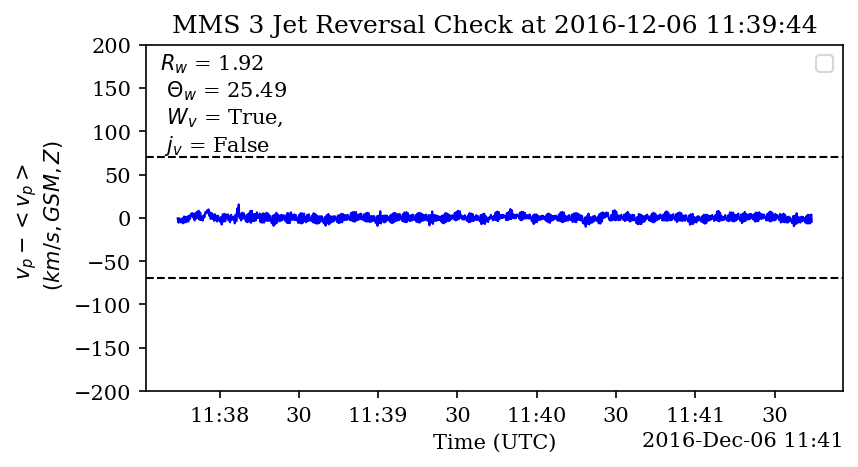 MMS 3 Jet Reversal Check at 2016-12-06 11:39:44
R_w = 1.92
Θ_w = 25.49
W_v = True,
j_v = False
200
150
100
50
0
−50
−100
−150
−200
v_p − < v_p >
(km/s, GSM, Z)
11:38 30 11:39 30 11:40 30 11:41 30
Time (UTC) 2016-Dec-06 11:41